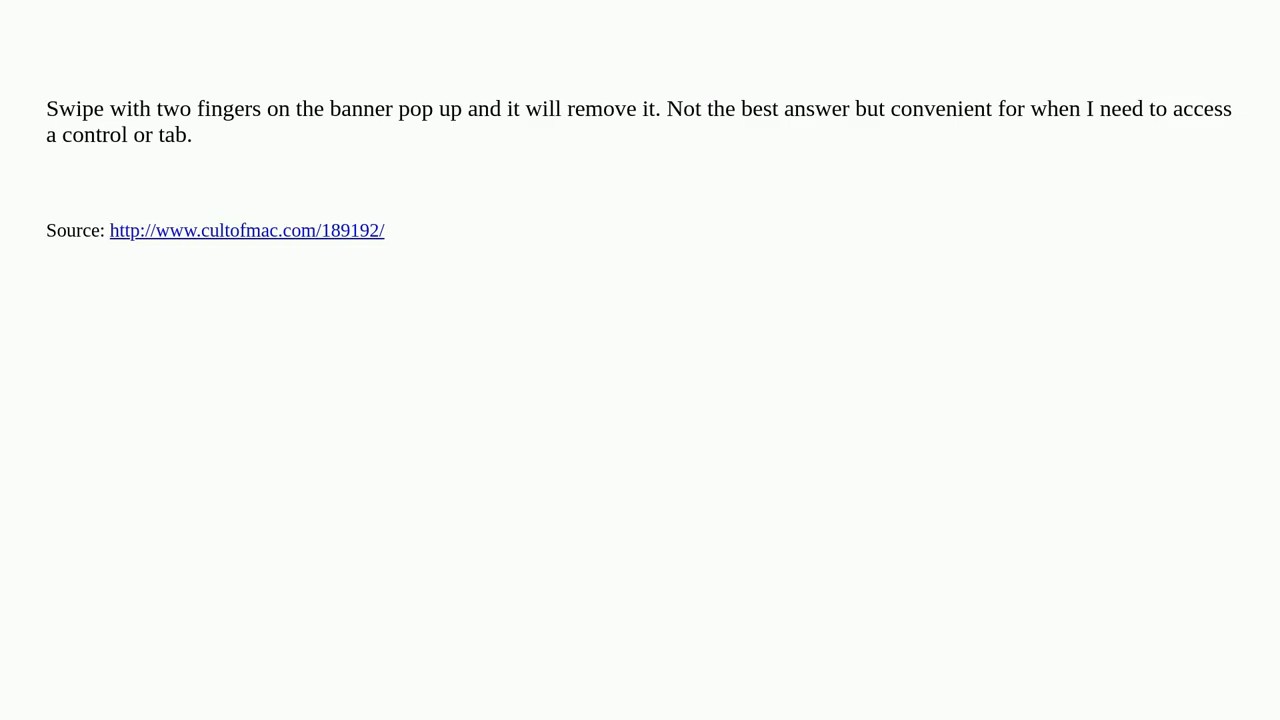 Swipe with two fingers on the banner pop up and it will remove it. Not the best answer but convenient for when I need to access
a control or tab.
Source: http://www.cultofmac.com/189192/